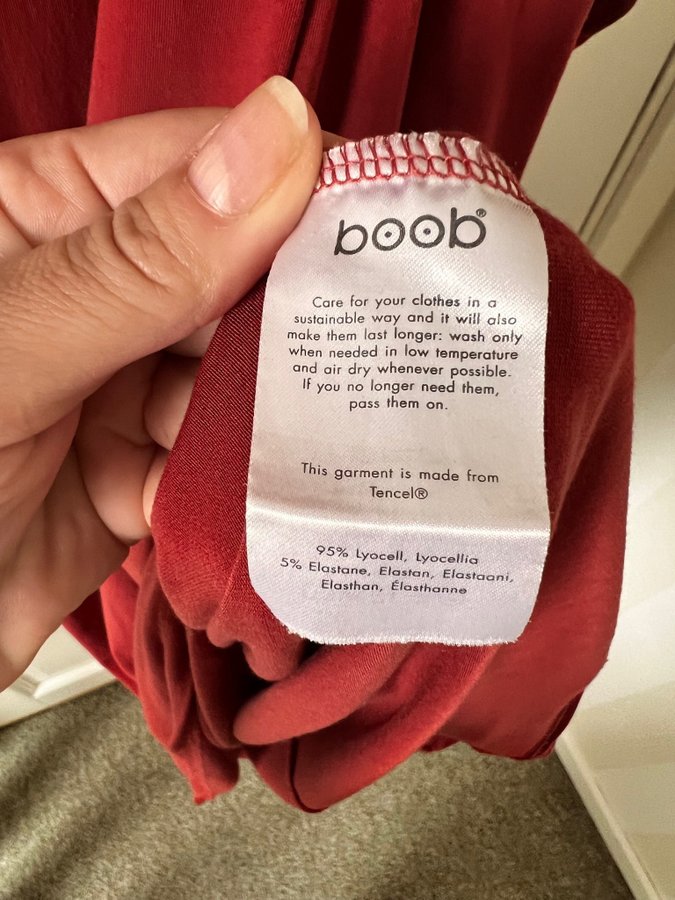 boob®
Care for your clothes in a
sustainable way and it will also
make them last longer: wash only
when needed in low temperature
and air dry whenever possible.
If you no longer need them,
pass them on.
This garment is made from
Tencel®
95% Lyocell, Lyocellia
5% Elastane, Elastan, Elastaani,
Elasthan, Élasthanne